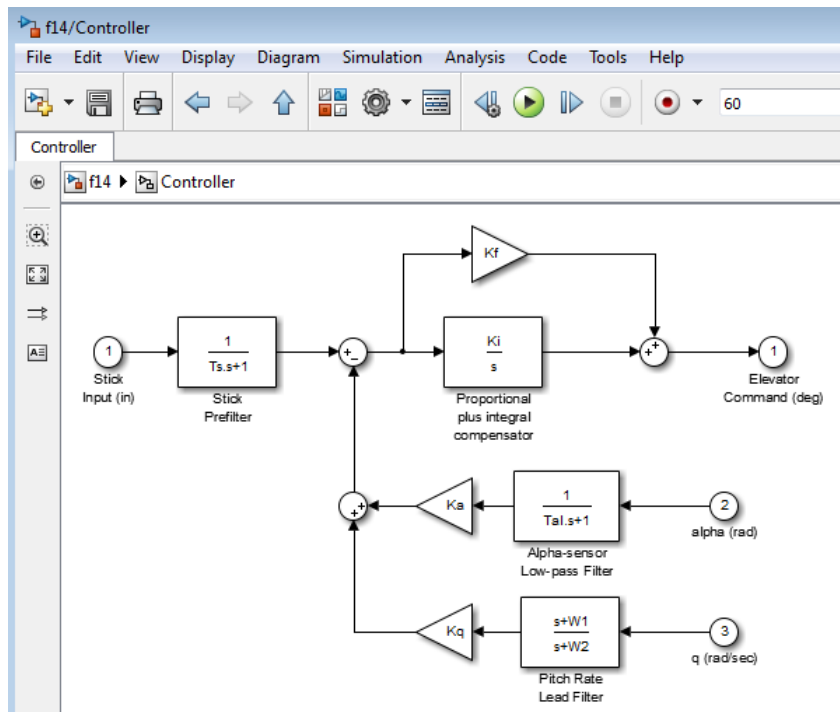 f14/Controller
File Edit View Display Diagram Simulation Analysis Code Tools Help
60
Controller
f14 Controller
Kf
1
Stick
Input (in)
1
Ts.s+1
Stick
Prefilter
+-
Ki
s
Proportional
plus integral
compensator
++
1
Elevator
Command (deg)
++
Ka
1
Tal.s+1
Alpha-sensor
Low-pass Filter
2
alpha (rad)
Kq
s+W1
s+W2
Pitch Rate
Lead Filter
3
q (rad/sec)
A